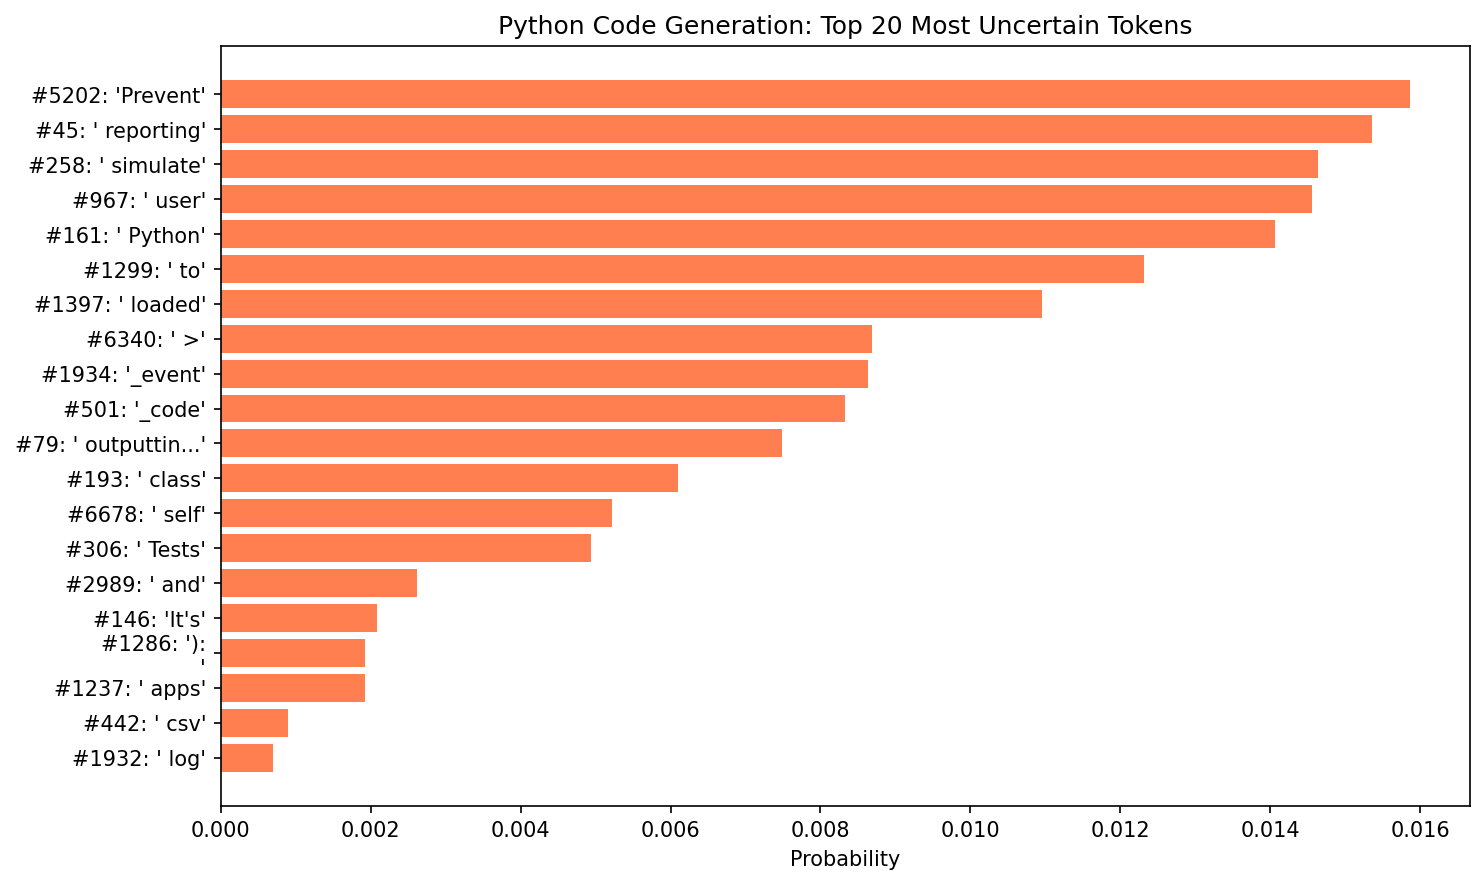 Python Code Generation: Top 20 Most Uncertain Tokens
#5202: 'Prevent'
#45: ' reporting'
#258: ' simulate'
#967: ' user'
#161: ' Python'
#1299: ' to'
#1397: ' loaded'
#6340: ' >'
#1934: '_event'
#501: '_code'
#79: ' outputtin...'
#193: ' class'
#6678: ' self'
#306: ' Tests'
#2989: ' and'
#146: 'It's'
#1286: '):
'
#1237: ' apps'
#442: ' csv'
#1932: ' log'
0.000 0.002 0.004 0.006 0.008 0.010 0.012 0.014 0.016
Probability